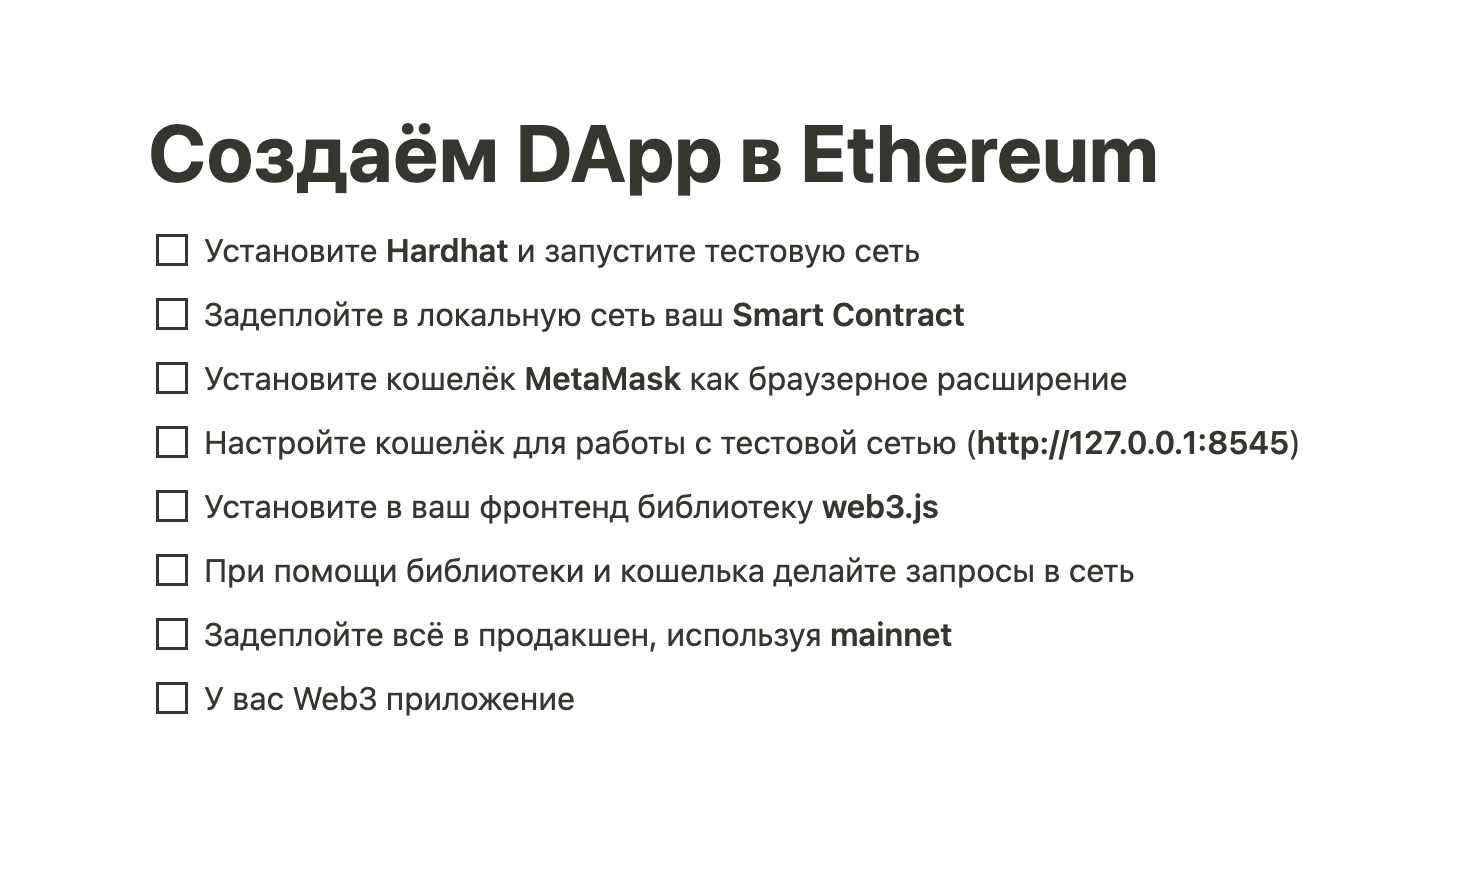 Создаём DApp в Ethereum
Установите Hardhat и запустите тестовую сеть
Задеплойте в локальную сеть ваш Smart Contract
Установите кошелёк MetaMask как браузерное расширение
Настройте кошелёк для работы с тестовой сетью (http://127.0.0.1:8545)
Установите в ваш фронтенд библиотеку web3.js
При помощи библиотеки и кошелька делайте запросы в сеть
Задеплойте всё в продакшен, используя mainnet
У вас Web3 приложение